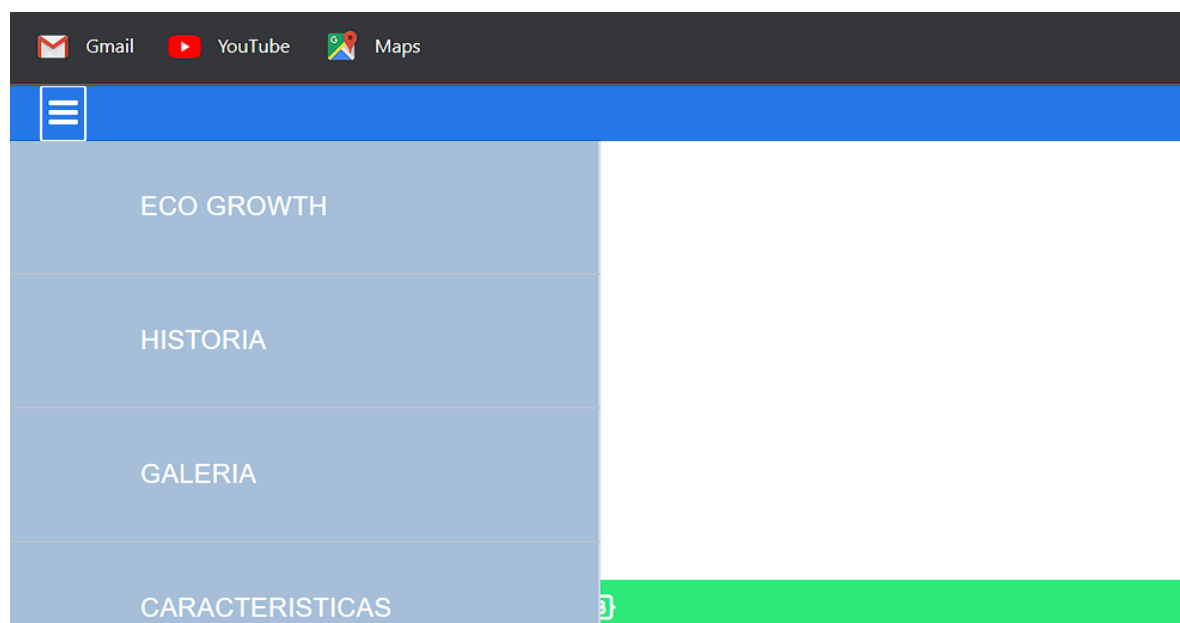 Gmail YouTube Maps
ECO GROWTH
HISTORIA
GALERIA
CARACTERISTICAS